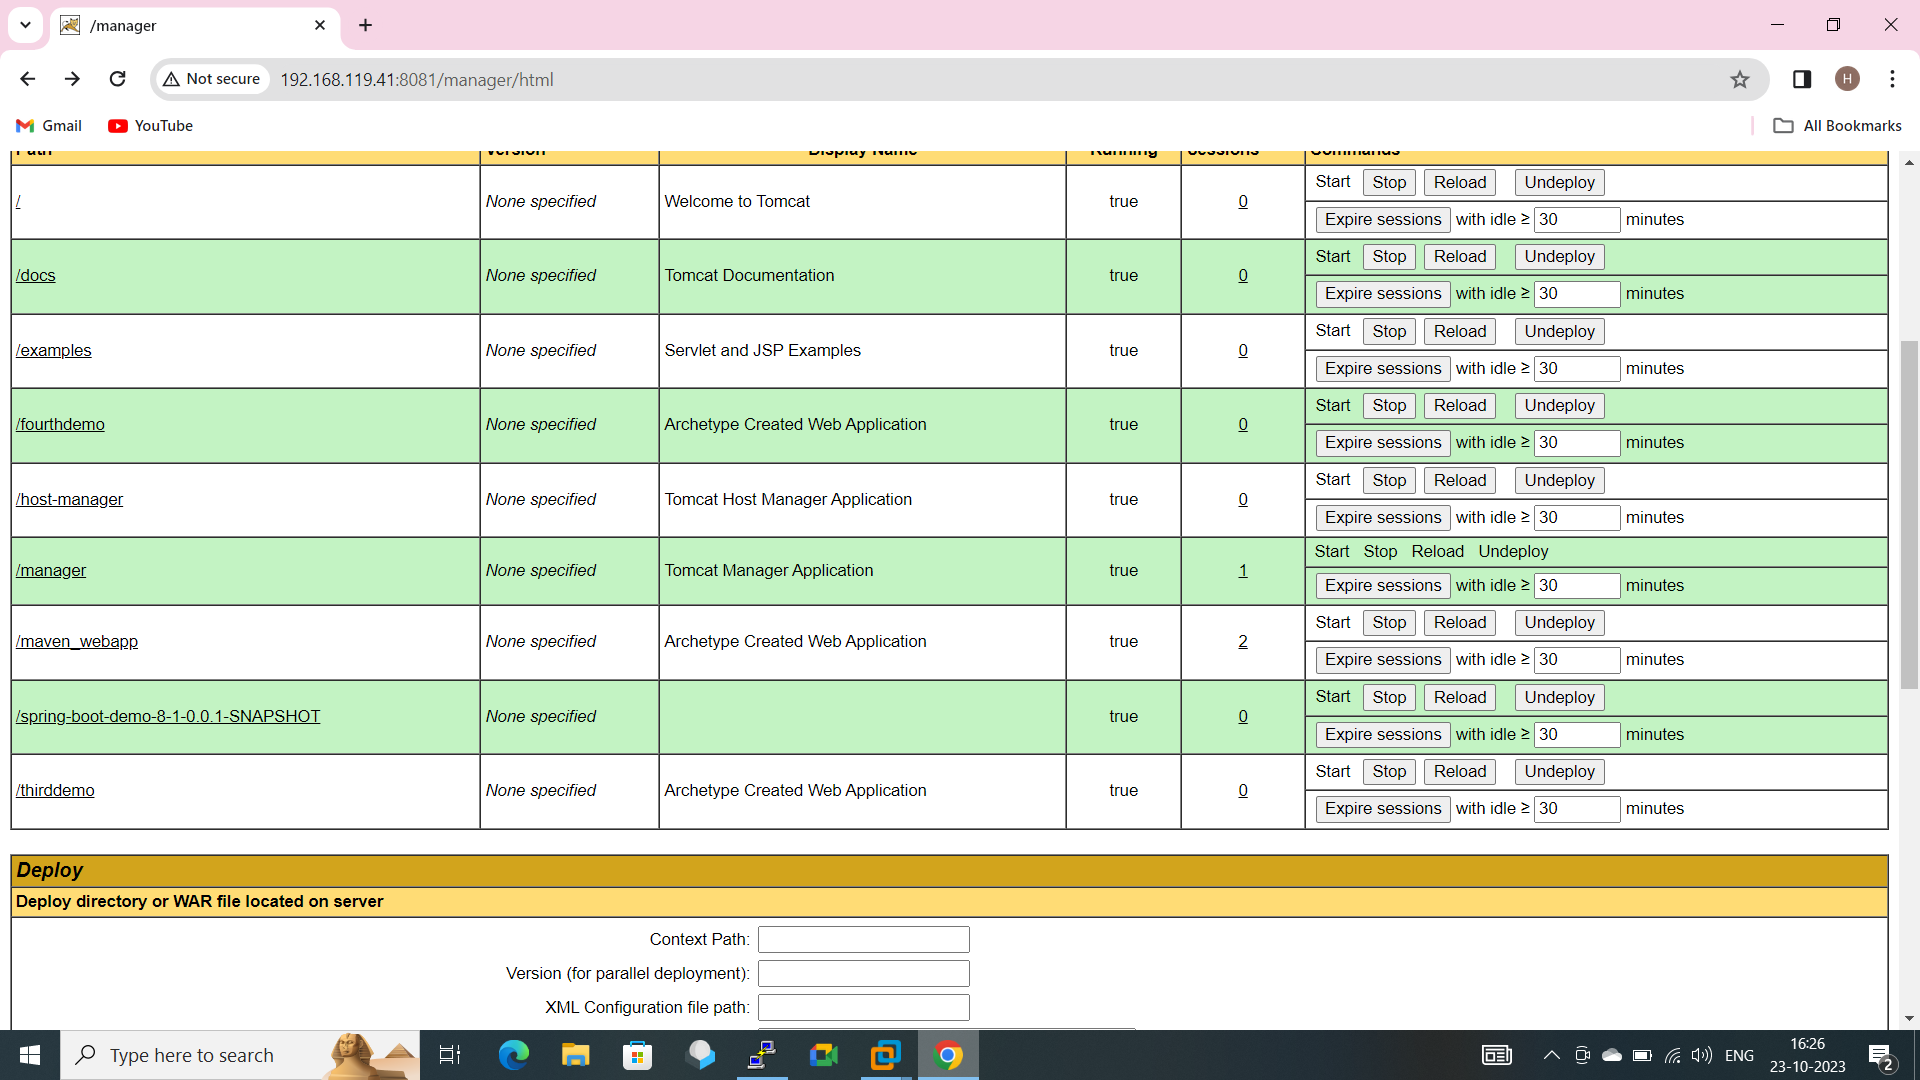 /manager
Not secure
192.168.119.41:8081/manager/html
H
Gmail
YouTube
All Bookmarks
Path Version Display Name Running Sessions Commands
/ None specified Welcome to Tomcat true 0 Start Stop Reload Undeploy
Expire sessions with idle ≥ 30 minutes
/docs None specified Tomcat Documentation true 0 Start Stop Reload Undeploy
Expire sessions with idle ≥ 30 minutes
/examples None specified Servlet and JSP Examples true 0 Start Stop Reload Undeploy
Expire sessions with idle ≥ 30 minutes
/fourthdemo None specified Archetype Created Web Application true 0 Start Stop Reload Undeploy
Expire sessions with idle ≥ 30 minutes
/host-manager None specified Tomcat Host Manager Application true 0 Start Stop Reload Undeploy
Expire sessions with idle ≥ 30 minutes
/manager None specified Tomcat Manager Application true 1 Start Stop Reload Undeploy
Expire sessions with idle ≥ 30 minutes
/maven_webapp None specified Archetype Created Web Application true 2 Start Stop Reload Undeploy
Expire sessions with idle ≥ 30 minutes
/spring-boot-demo-8-1-0.0.1-SNAPSHOT None specified true 0 Start Stop Reload Undeploy
Expire sessions with idle ≥ 30 minutes
/thirddemo None specified Archetype Created Web Application true 0 Start Stop Reload Undeploy
Expire sessions with idle ≥ 30 minutes
Deploy
Deploy directory or WAR file located on server
Context Path:
Version (for parallel deployment):
XML Configuration file path:
Type here to search
ENG
16:26
23-10-2023
2